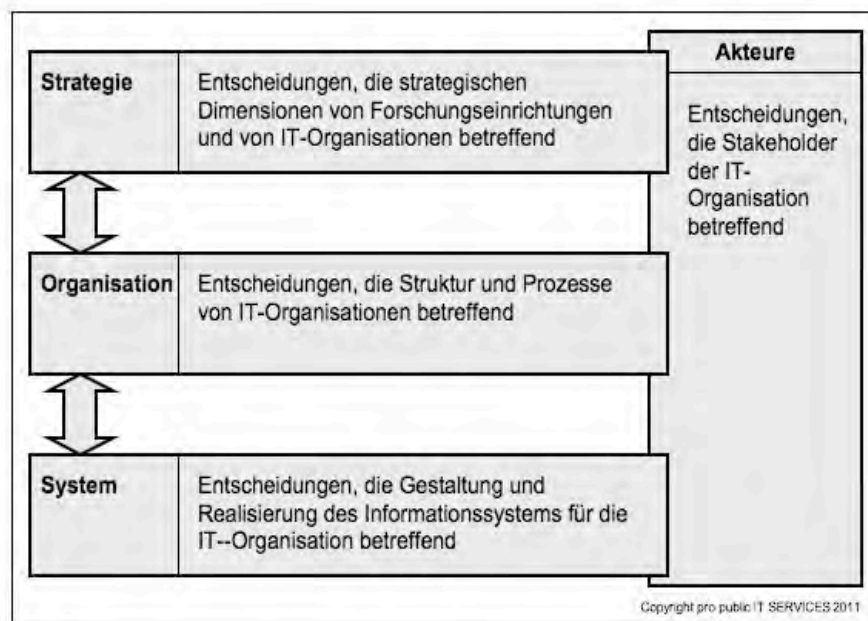 Strategie
Entscheidungen, die strategischen
Dimensionen von Forschungseinrichtungen
und von IT-Organisationen betreffend
Akteure
Entscheidungen,
die Stakeholder
der IT-
Organisation
betreffend
Organisation
Entscheidungen, die Struktur und Prozesse
von IT-Organisationen betreffend
System
Entscheidungen, die Gestaltung und
Realisierung des Informationssystems für die
IT--Organisation betreffend
Copyright pro public IT SERVICES 2011